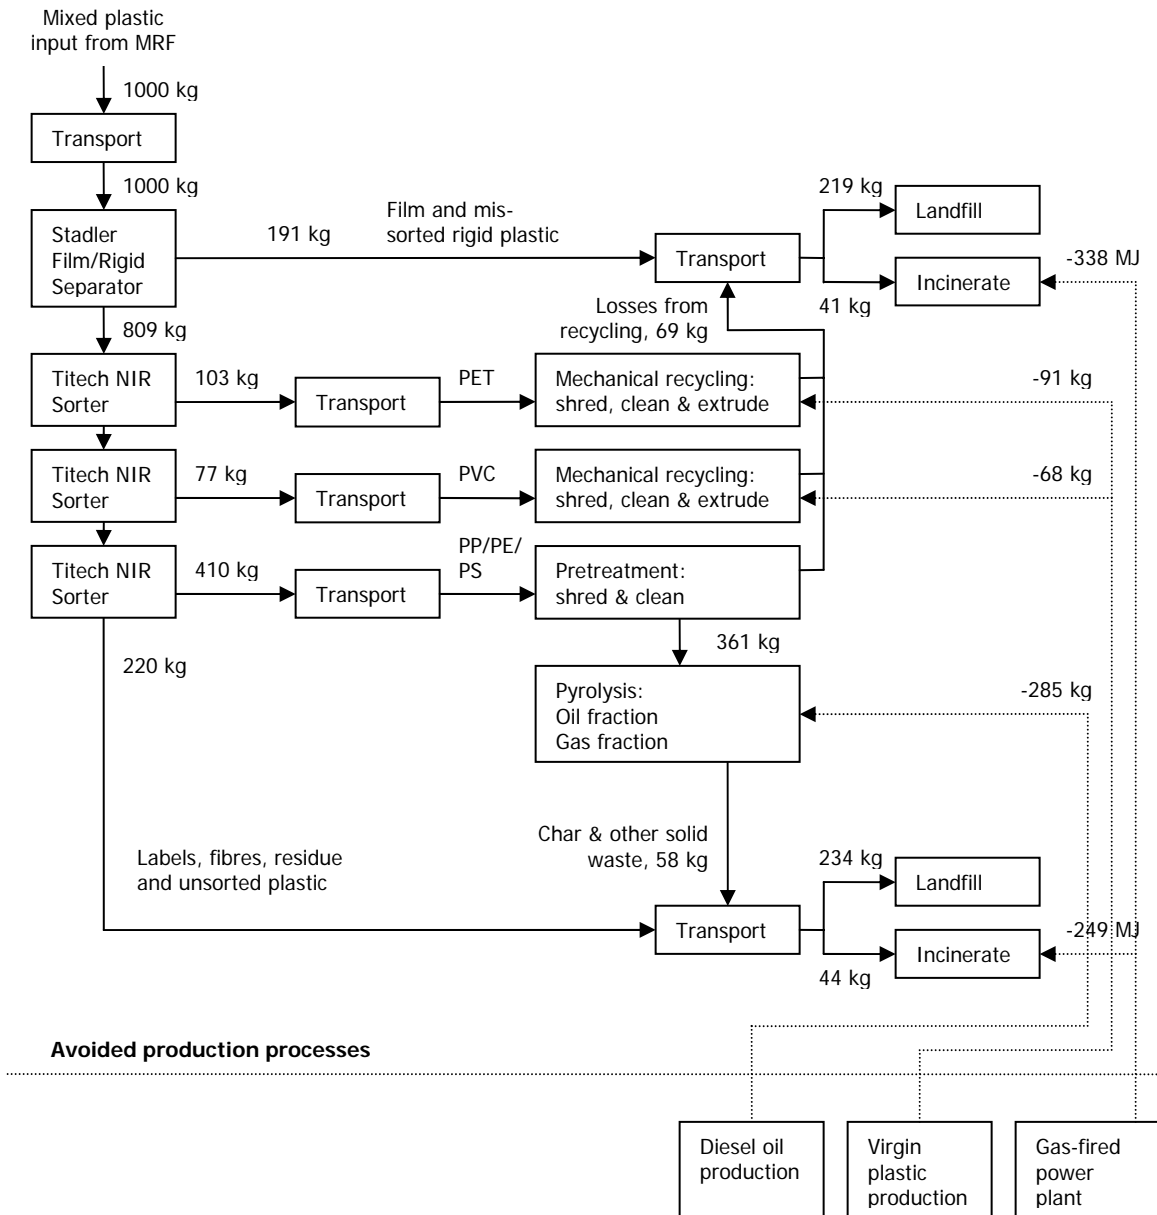 Mixed plastic
input from MRF
1000 kg
Transport
1000 kg
Stadler
Film/Rigid
Separator
191 kg
Film and mis-
sorted rigid plastic
Transport
219 kg
Landfill
Incinerate
41 kg
-338 MJ
Losses from
recycling, 69 kg
809 kg
Titech NIR
Sorter
103 kg
Transport
PET
Mechanical recycling:
shred, clean & extrude
-91 kg
Titech NIR
Sorter
77 kg
Transport
PVC
Mechanical recycling:
shred, clean & extrude
-68 kg
Titech NIR
Sorter
410 kg
Transport
PP/PE/
PS
Pretreatment:
shred & clean
361 kg
220 kg
Pyrolysis:
Oil fraction
Gas fraction
-285 kg
Char & other solid
waste, 58 kg
Labels, fibres, residue
and unsorted plastic
Transport
234 kg
Landfill
Incinerate
44 kg
-249 MJ
Avoided production processes
Diesel oil
production
Virgin
plastic
production
Gas-fired
power
plant